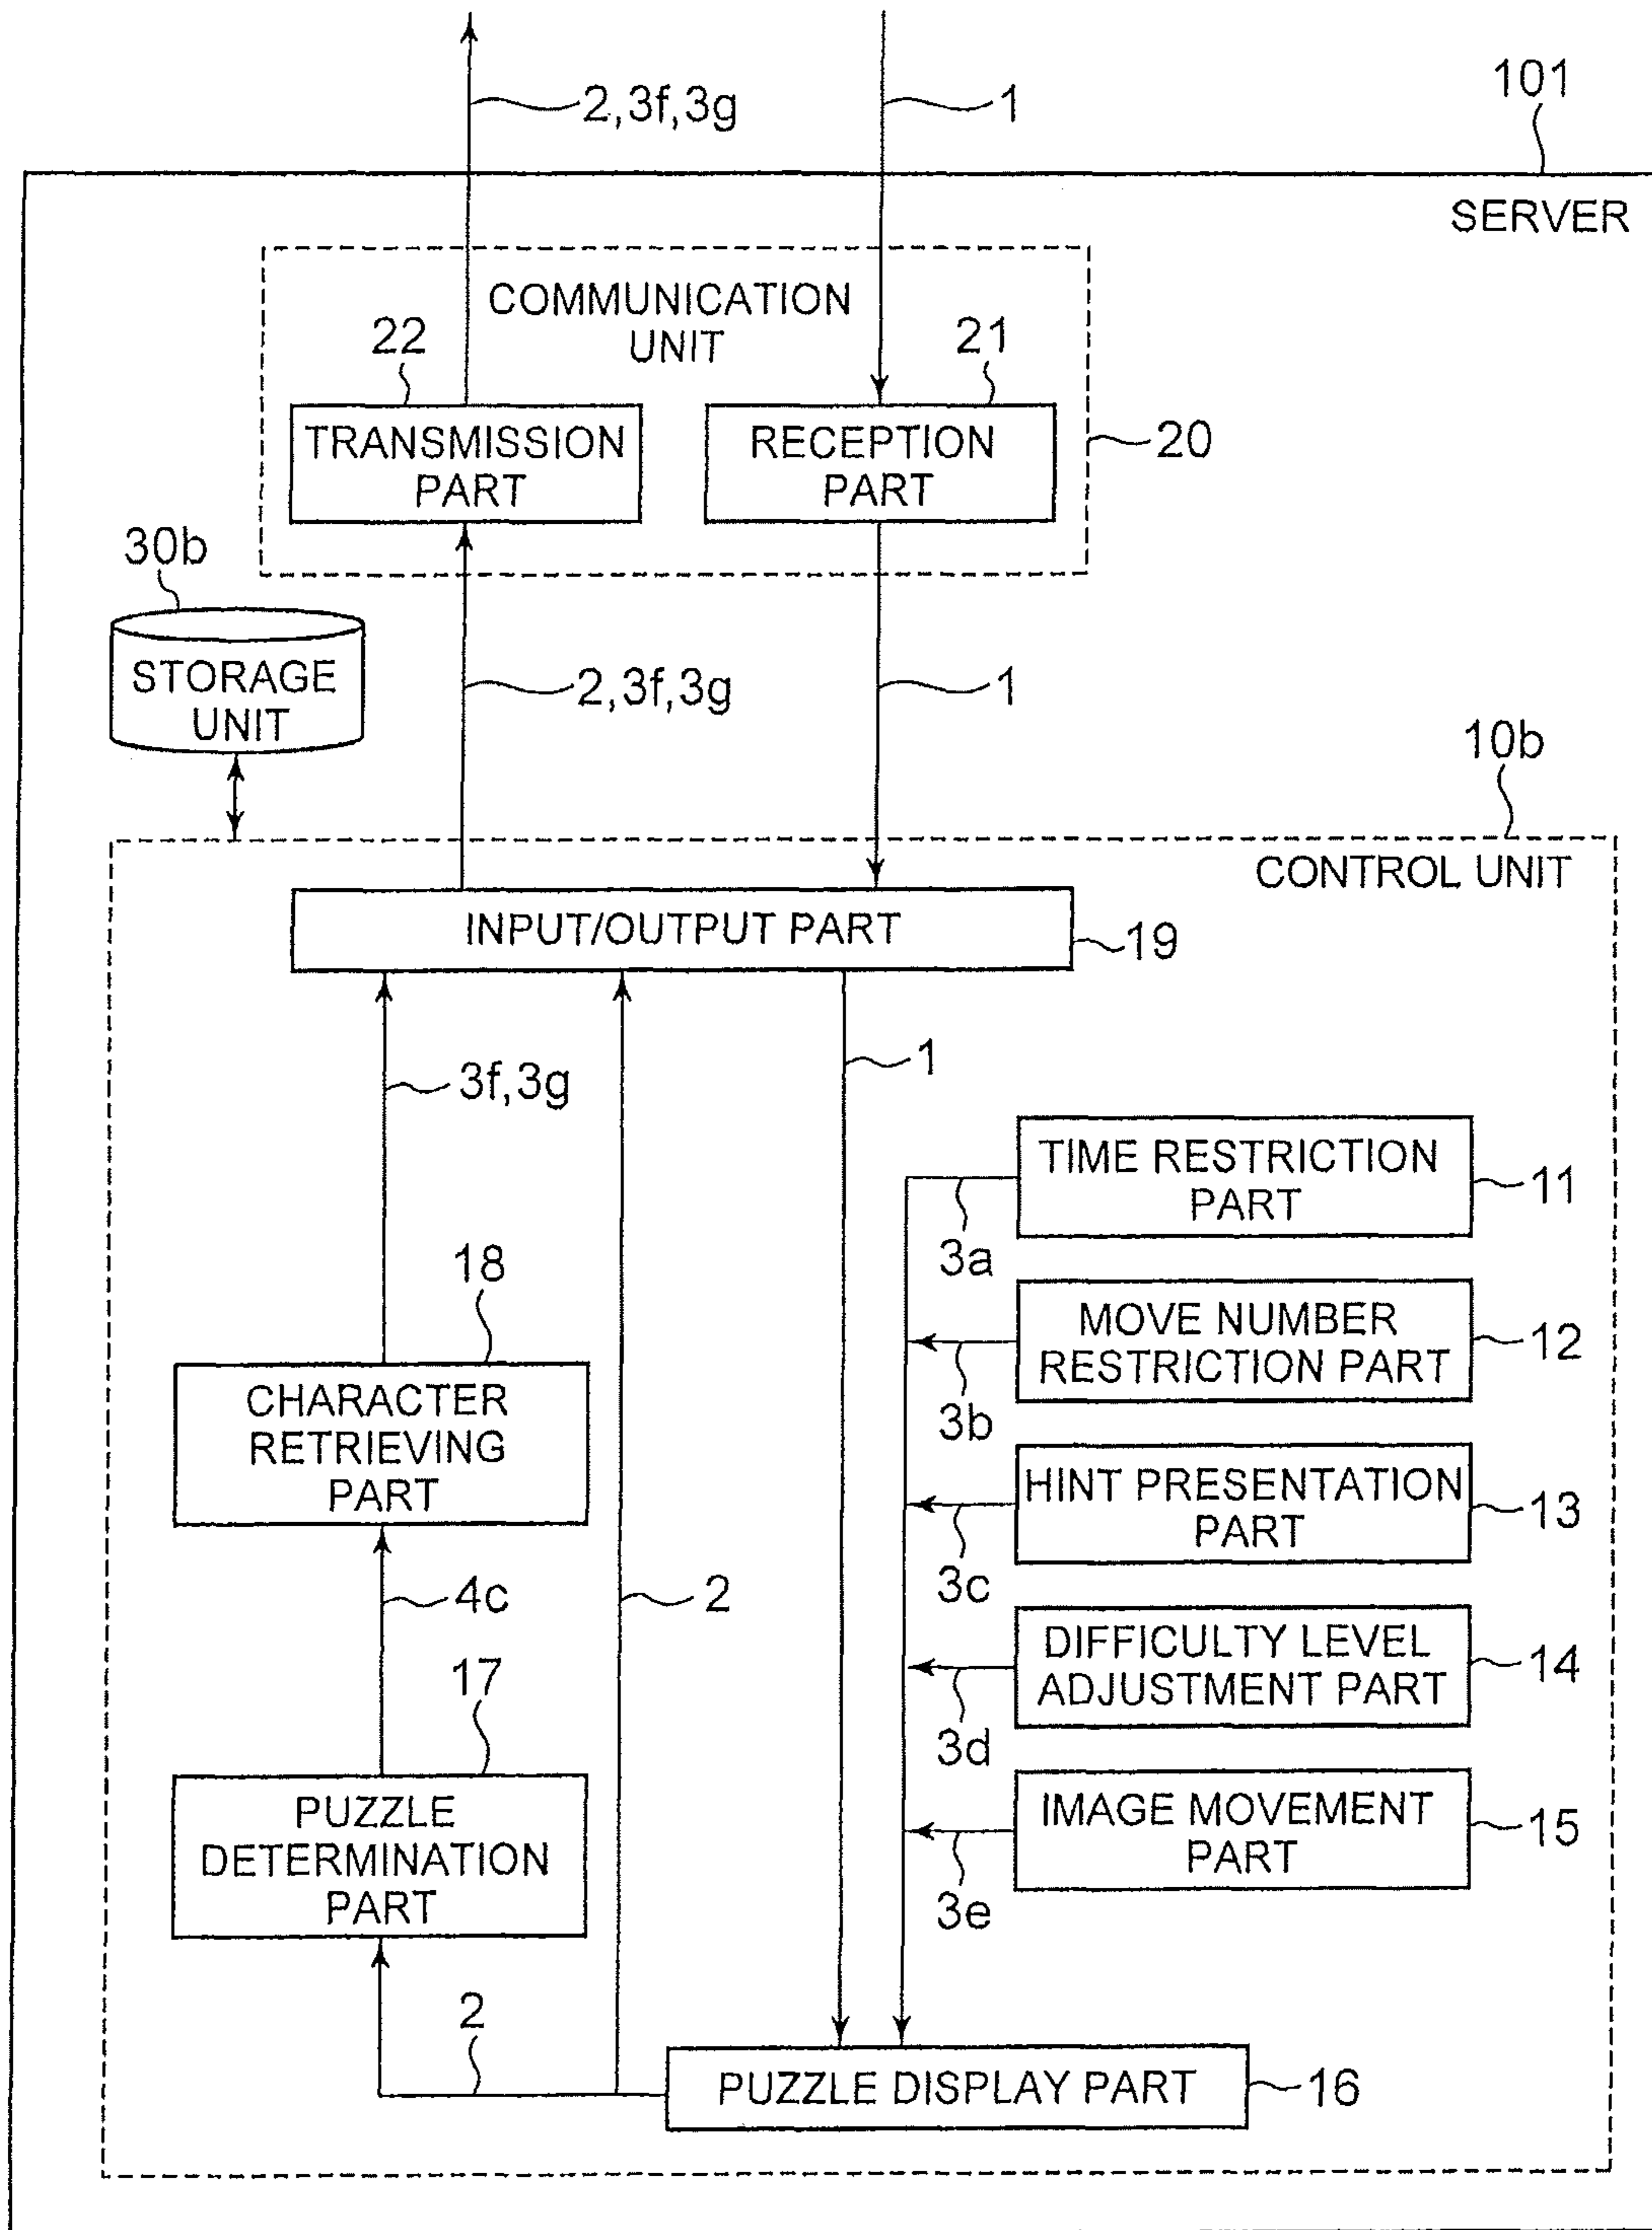 2,3f,3g
1
101
SERVER
COMMUNICATION
UNIT
22
21
TRANSMISSION
PART
RECEPTION
PART
20
30b
STORAGE
UNIT
2,3f,3g
1
10b
CONTROL UNIT
INPUT/OUTPUT PART
19
3f,3g
1
TIME RESTRICTION
PART
11
3a
18
MOVE NUMBER
RESTRICTION PART
12
3b
CHARACTER
RETRIEVING
PART
HINT PRESENTATION
PART
13
3c
4c
2
DIFFICULTY LEVEL
ADJUSTMENT PART
14
3d
17
PUZZLE
DETERMINATION
PART
IMAGE MOVEMENT
PART
15
3e
2
PUZZLE DISPLAY PART
16